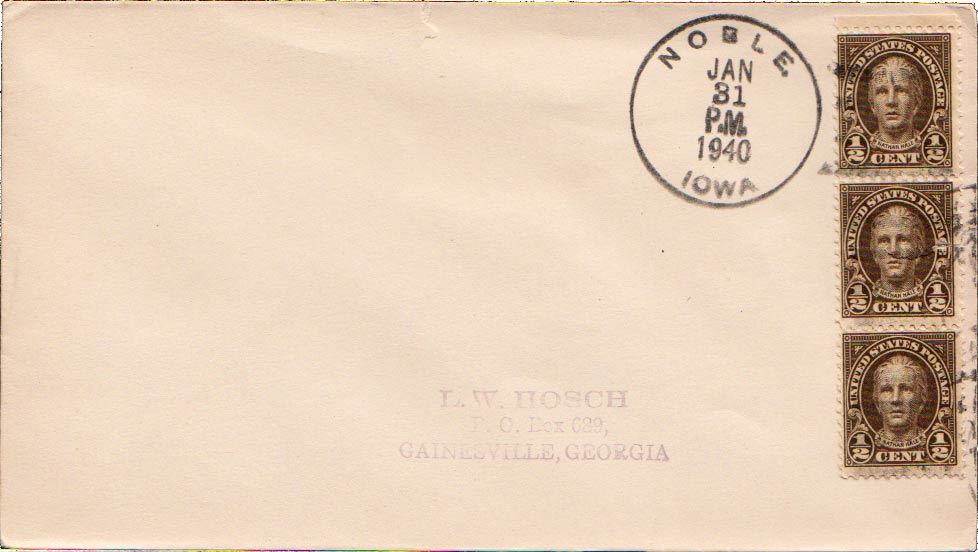 NOBLE,
JAN
31
P.M.
1940
IOWA
UNITED STATES POSTAGE
NATHAN HALE
1/2 CENT 1/2
UNITED STATES POSTAGE
NATHAN HALE
1/2 CENT 1/2
UNITED STATES POSTAGE
NATHAN HALE
1/2 CENT 1/2
L. W. HOSCH
P. O. Box 629,
GAINESVILLE, GEORGIA